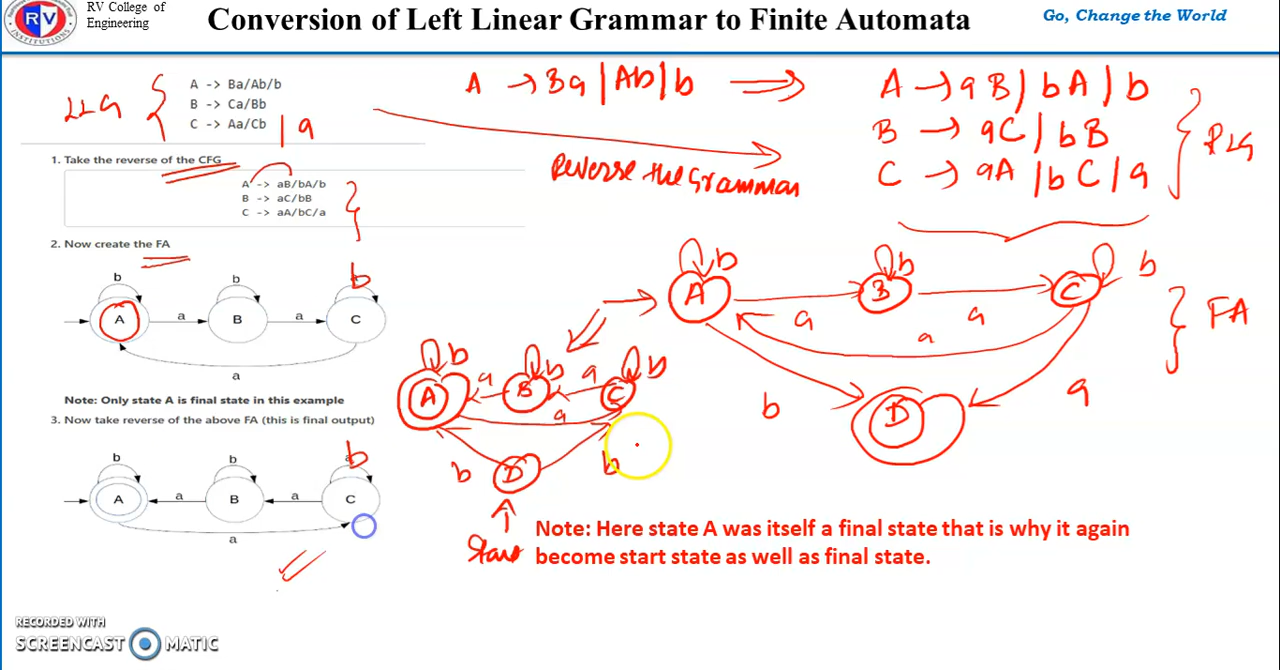 RV College of
Engineering
Conversion of Left Linear Grammar to Finite Automata
Go, Change the World
RV
INSTITUTIONS
LLG
A -> Ba/Ab/b
B -> Ca/Bb
C -> Aa/Cb | a
A → Ba | Ab | b ⟹ A → aB | bA | b
B → aC | bB
C → aA | bC | a
RLG
Reverse the Grammar
1. Take the reverse of the CFG
A -> aB/bA/b
B -> aC/bB
C -> aA/bC/a
2. Now create the FA
b b b
A a B a C
a
A b B b C b
a a
a
b D a
FA
Note: Only state A is final state in this example
3. Now take reverse of the above FA (this is final output)
b b b
A a B a C
a
A b B b C b
a a
a
b D b
Start
Note: Here state A was itself a final state that is why it again
become start state as well as final state.
RECORDED WITH
SCREENCAST MATIC